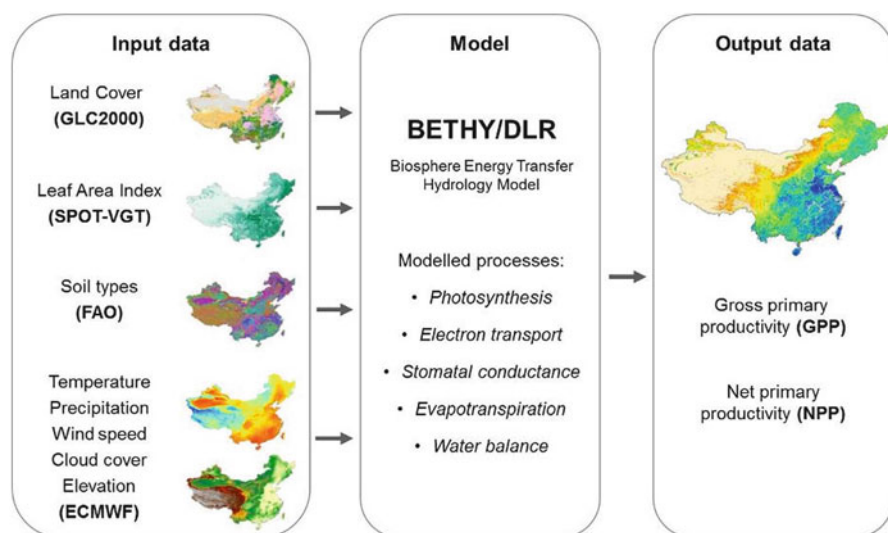 Input data
Land Cover
(GLC2000)
Leaf Area Index
(SPOT-VGT)
Soil types
(FAO)
Temperature
Precipitation
Wind speed
Cloud cover
Elevation
(ECMWF)
Model
BETHY/DLR
Biosphere Energy Transfer
Hydrology Model
Modelled processes:
• Photosynthesis
• Electron transport
• Stomatal conductance
• Evapotranspiration
• Water balance
Output data
Gross primary
productivity (GPP)
Net primary
productivity (NPP)